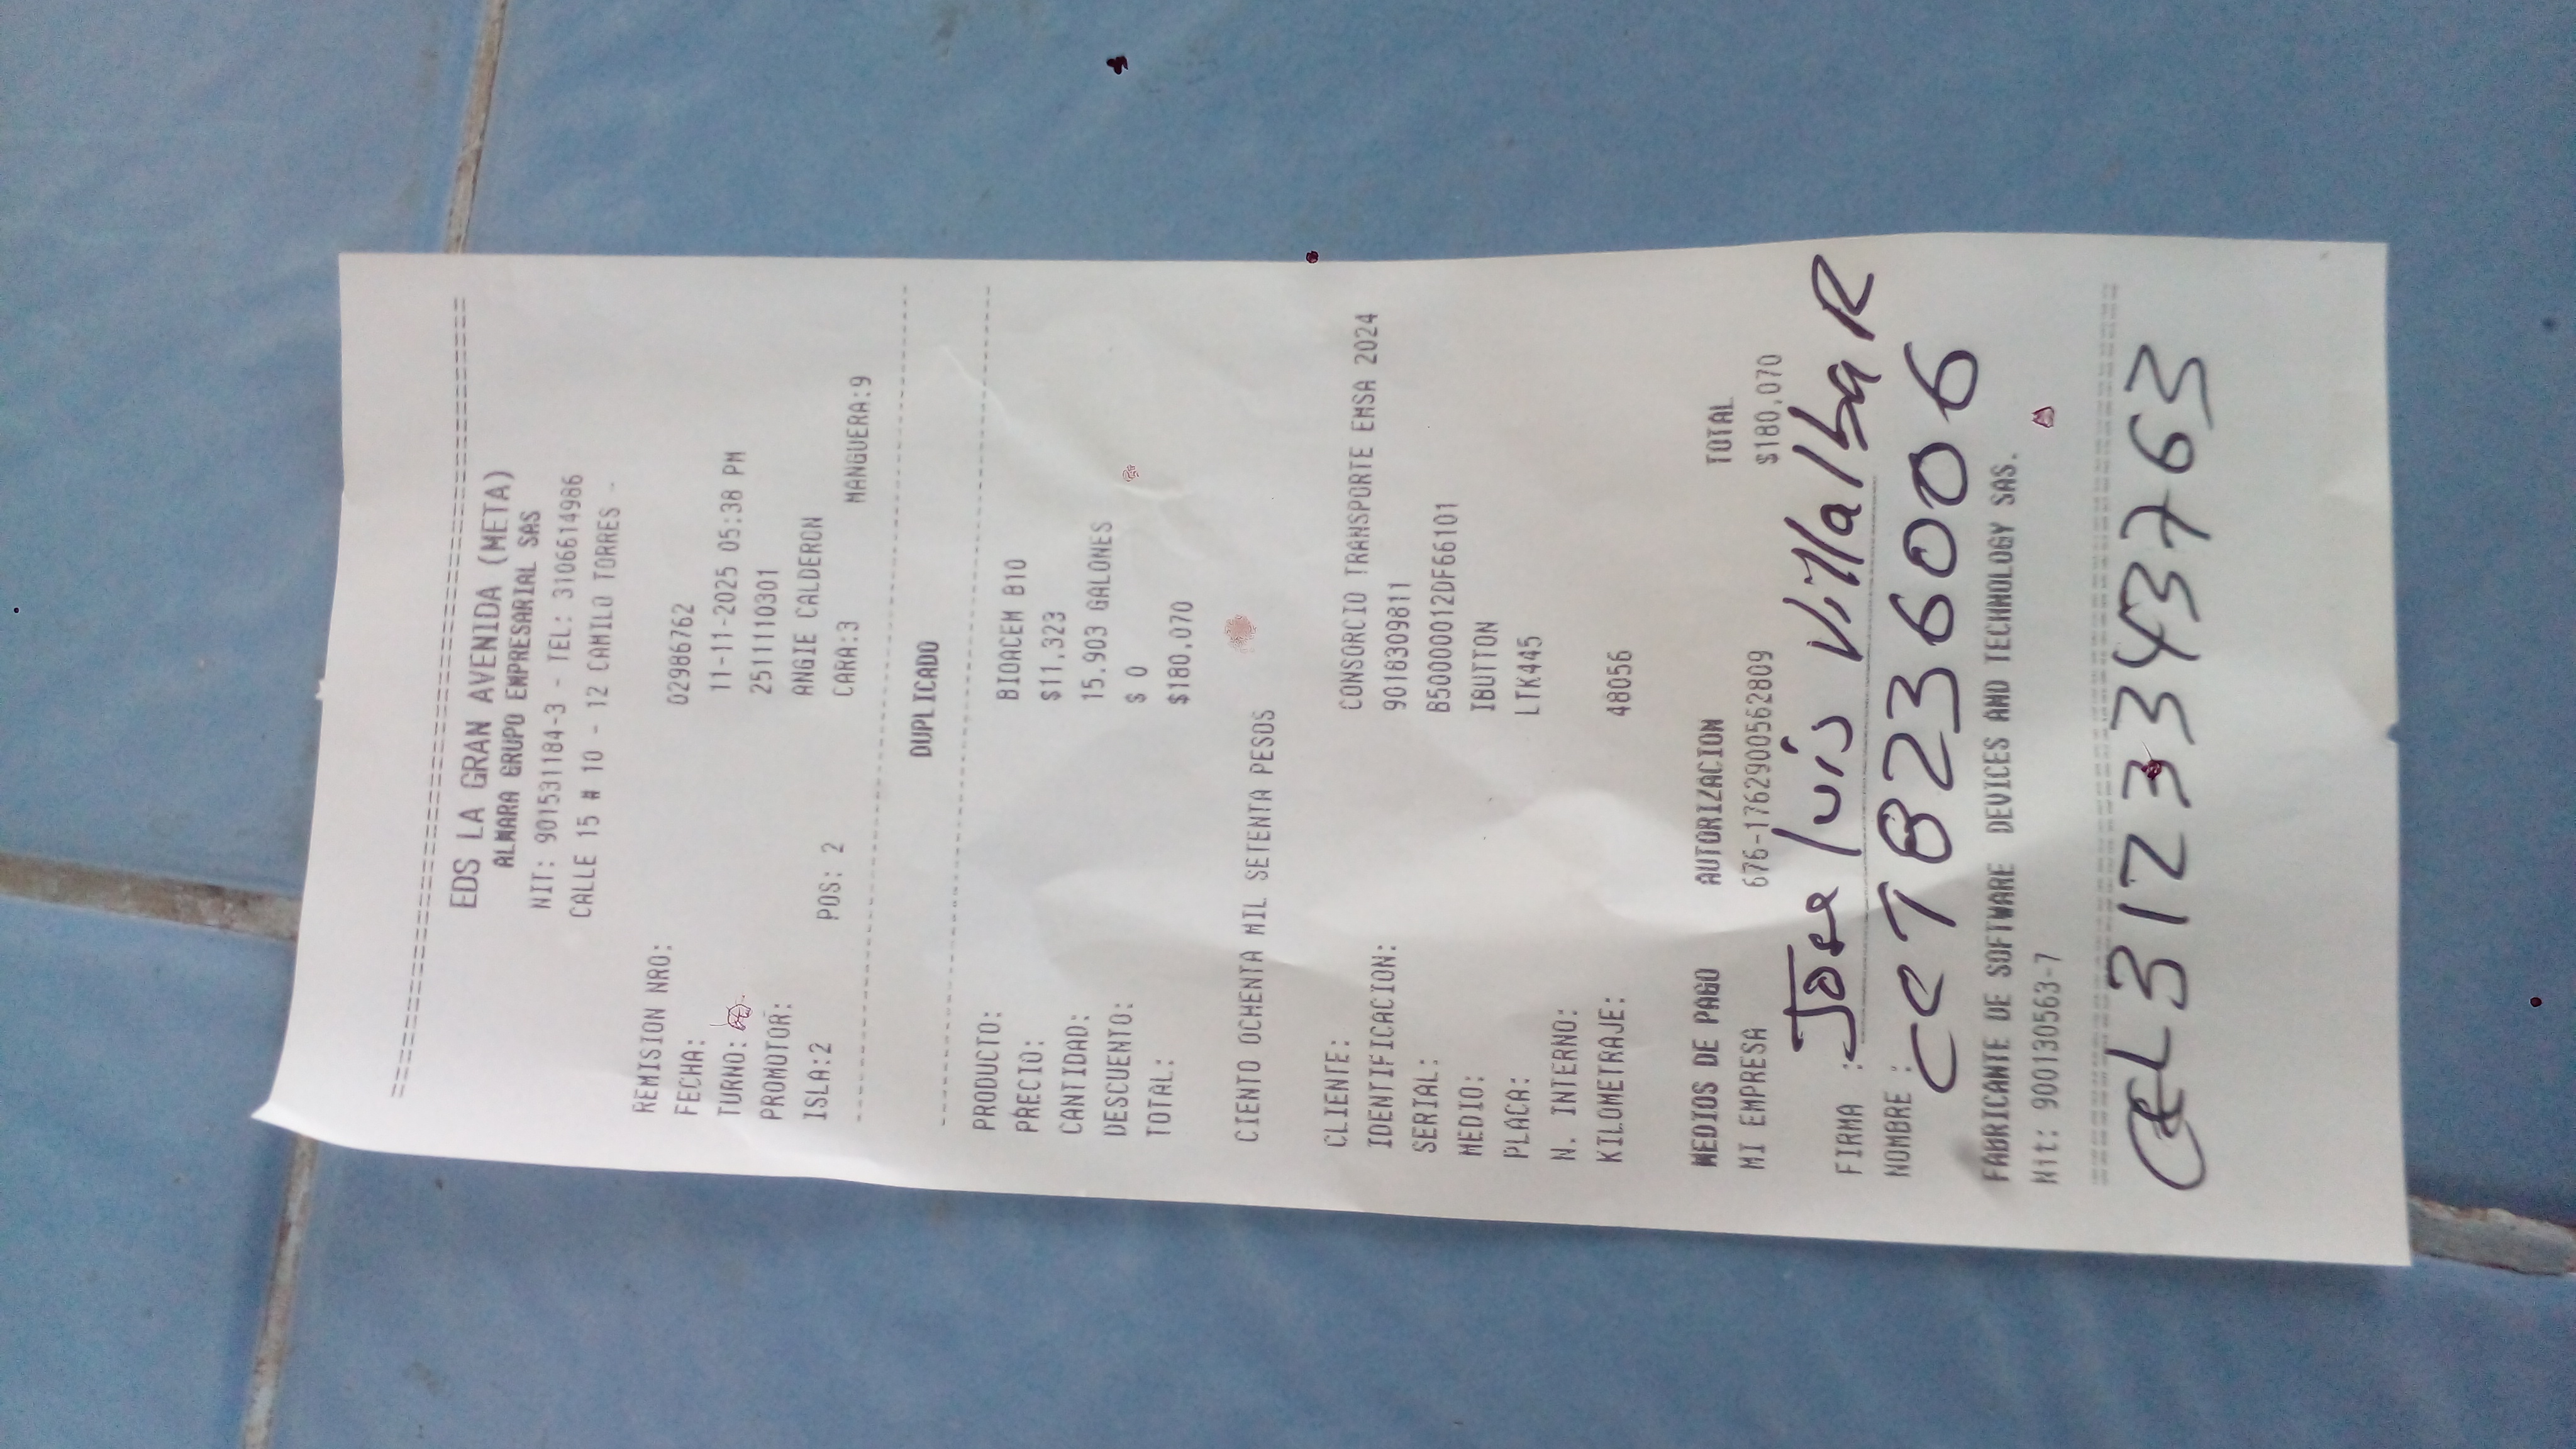 ================================================
EDS LA GRAN AVENIDA (META)
ALMARA GRUPO EMPRESARIAL SAS
NIT: 901531184-3 - TEL: 3106614986
CALLE 15 # 10 - 12 CAMILO TORRES .
REMISION NRO: 02986762
FECHA: 11-11-2025 05:38 PM
TURNO: 2511110301
PROMOTOR: ANGIE CALDERON
ISLA:2 POS: 2 CARA:3 MANGUERA:9
------------------------------------------------
DUPLICADO
------------------------------------------------
PRODUCTO: BIOACEM B10
PRECIO: $11,323
CANTIDAD: 15.903 GALONES
DESCUENTO: $ 0
TOTAL: $180,070
CIENTO OCHENTA MIL SETENTA PESOS
CLIENTE: CONSORCIO TRANSPORTE EMSA 2024
IDENTIFICACION: 9018309811
SERIAL: B50000012DF66101
MEDIO: IBUTTON
PLACA: LTK445
N. INTERNO:
KILOMETRAJE: 48056
MEDIOS DE PAGO AUTORIZACION TOTAL
MI EMPRESA 676-1762900562809 $180,070
FIRMA : Jose luis Villalba R
NOMBRE : CC 78236006
FABRICANTE DE SOFTWARE DEVICES AND TECHNOLOGY SAS.
Nit: 900130563-7
================================================
CEL 3123343763